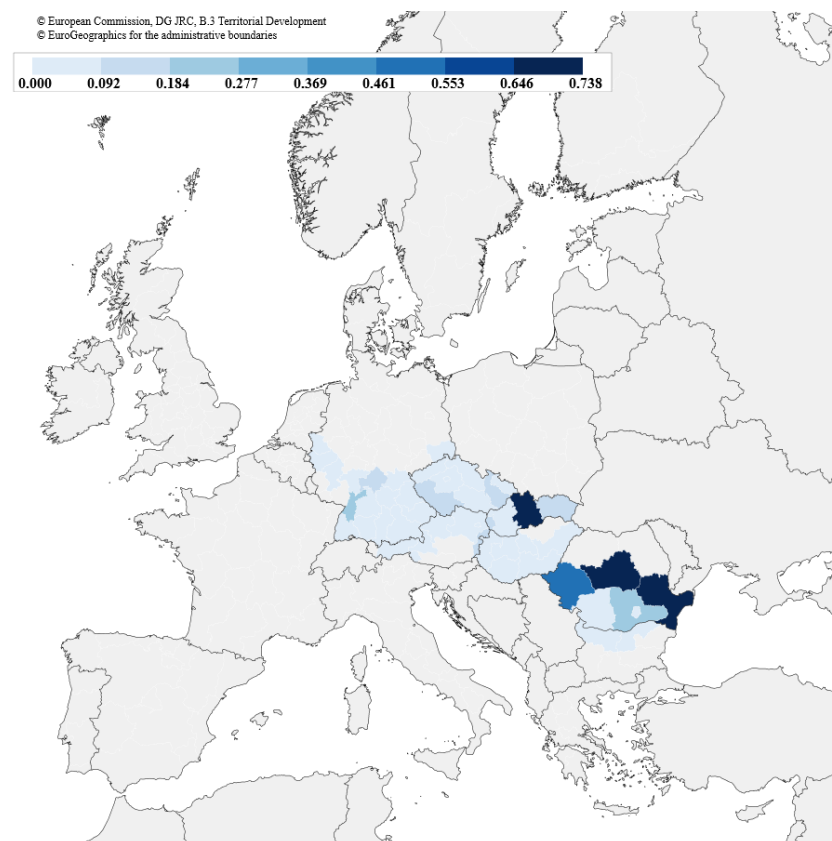 © European Commission, DG JRC, B.3 Territorial Development
© EuroGeographics for the administrative boundaries
0.000 0.092 0.184 0.277 0.369 0.461 0.553 0.646 0.738